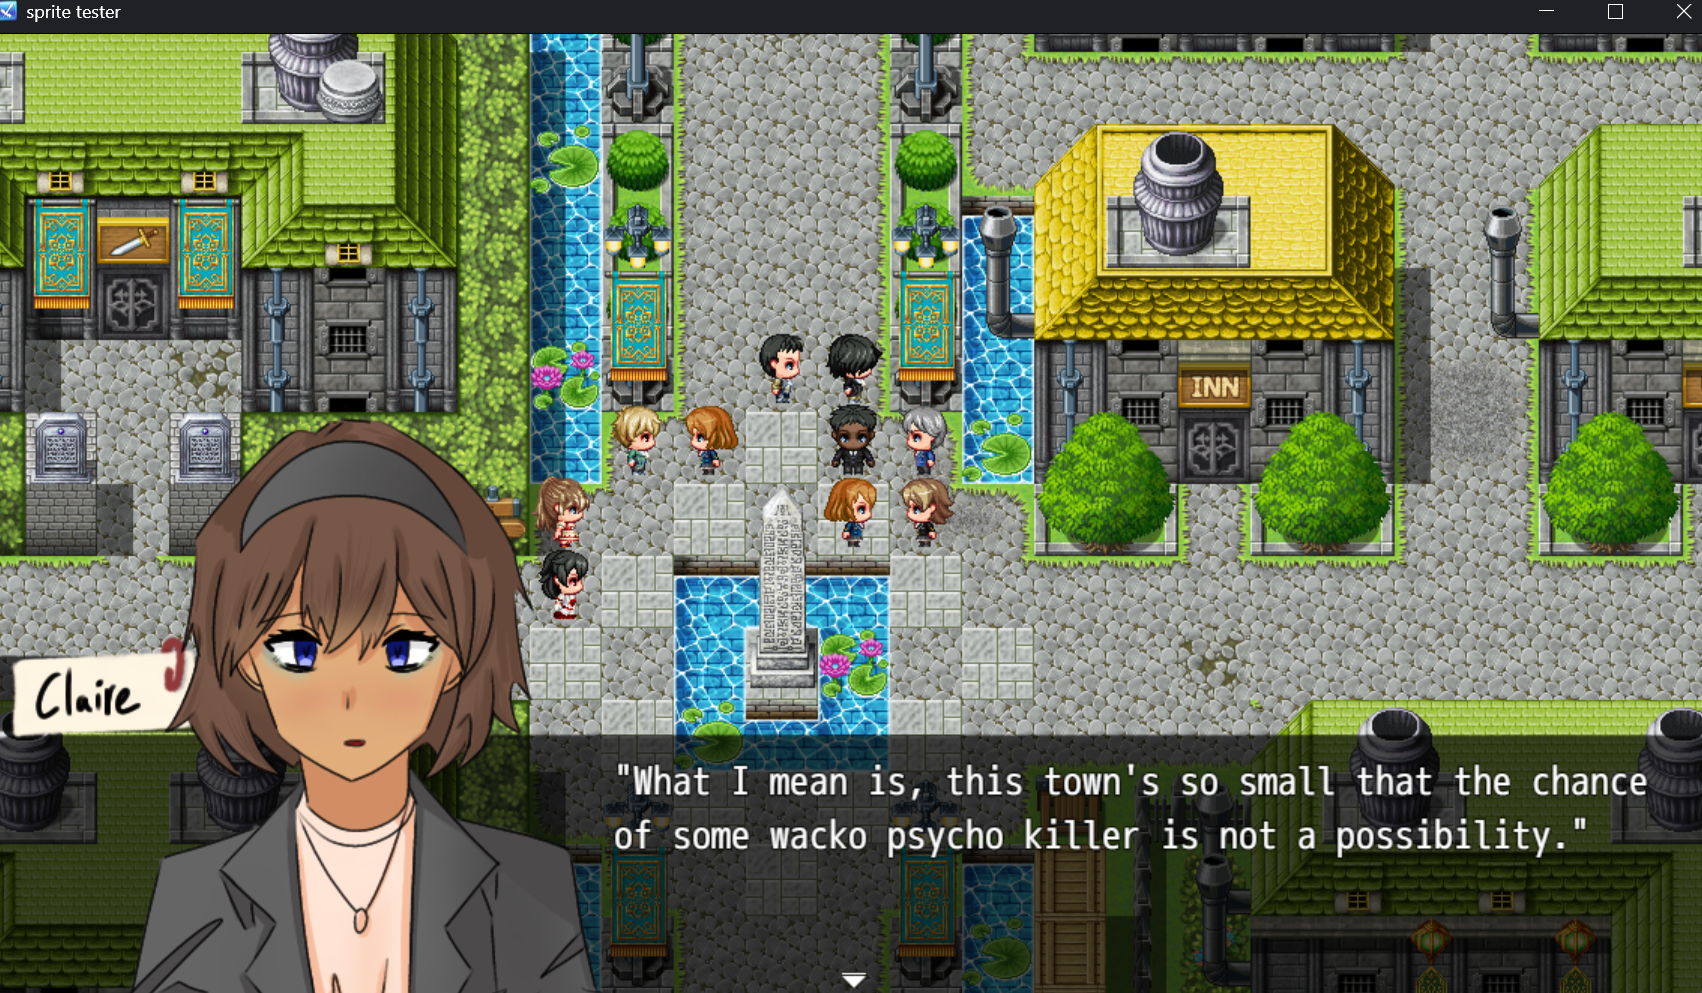 sprite tester
INN
Claire
"What I mean is, this town's so small that the chance
of some wacko psycho killer is not a possibility."